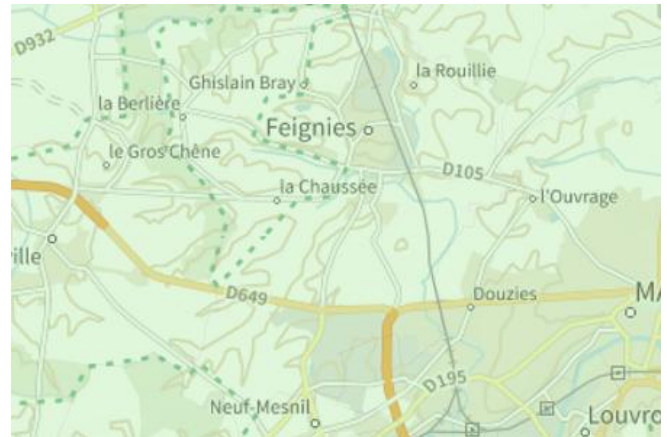 D932
la Rouillie
Ghislain Bray
la Berlière
Feignies
le Gros Chêne
D105
la Chaussée
l'Ouvrage
ville
D649
Douzies
MA
D195
Neuf-Mesnil
Louvro